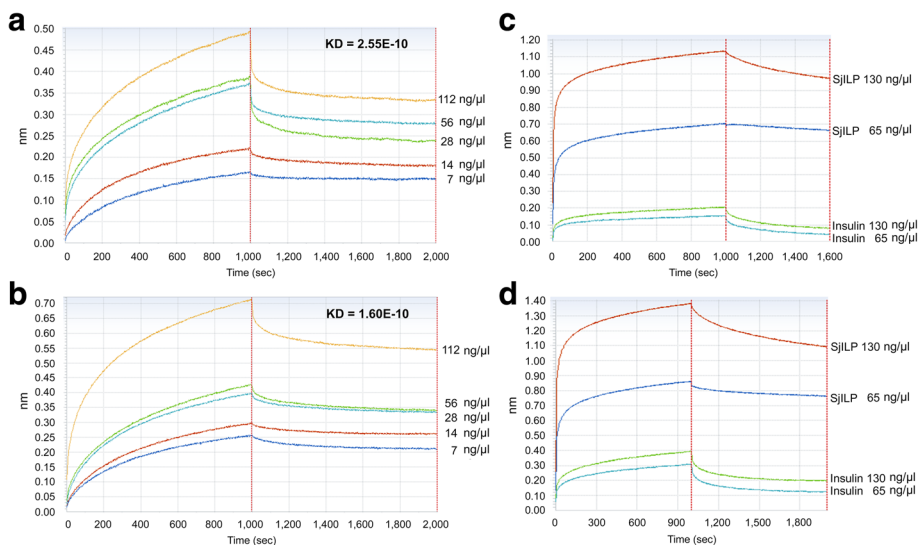 a
0.50
0.45
0.40
0.35
0.30
0.25
0.20
0.15
0.10
0.05
0.00
nm
KD = 2.55E-10
112 ng/µl
56 ng/µl
28 ng/µl
14 ng/µl
7 ng/µl
0 200 400 600 800 1,000 1,200 1,400 1,600 1,800 2,000
Time (sec)
c
1.20
1.10
1.00
0.90
0.80
0.70
0.60
0.50
0.40
0.30
0.20
0.10
0.00
nm
SjILP 130 ng/µl
SjILP 65 ng/µl
Insulin 130 ng/µl
Insulin 65 ng/µl
0 200 400 600 800 1,000 1,200 1,400 1,600
Time (sec)
b
0.70
0.65
0.60
0.55
0.50
0.45
0.40
0.35
0.30
0.25
0.20
0.15
0.10
0.05
0.00
nm
KD = 1.60E-10
112 ng/µl
56 ng/µl
28 ng/µl
14 ng/µl
7 ng/µl
0 200 400 600 800 1,000 1,200 1,400 1,600 1,800 2,000
Time (sec)
d
1.40
1.30
1.20
1.10
1.00
0.90
0.80
0.70
0.60
0.50
0.40
0.30
0.20
0.10
0.00
nm
SjILP 130 ng/µl
SjILP 65 ng/µl
Insulin 130 ng/µl
Insulin 65 ng/µl
0 300 600 900 1,200 1,500 1,800
Time (sec)